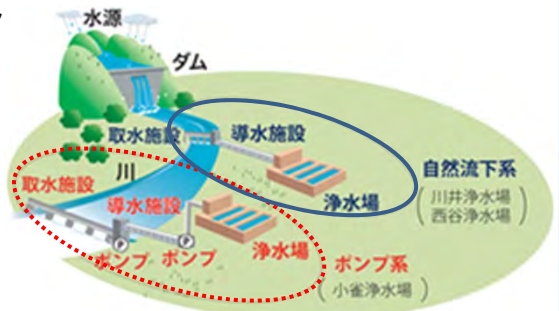 水源
ダム
取水施設
導水施設
浄水場
自然流下系
川井浄水場
西谷浄水場
川
取水施設
導水施設
ポンプ
ポンプ
浄水場
ポンプ系
(小雀浄水場)
P
P